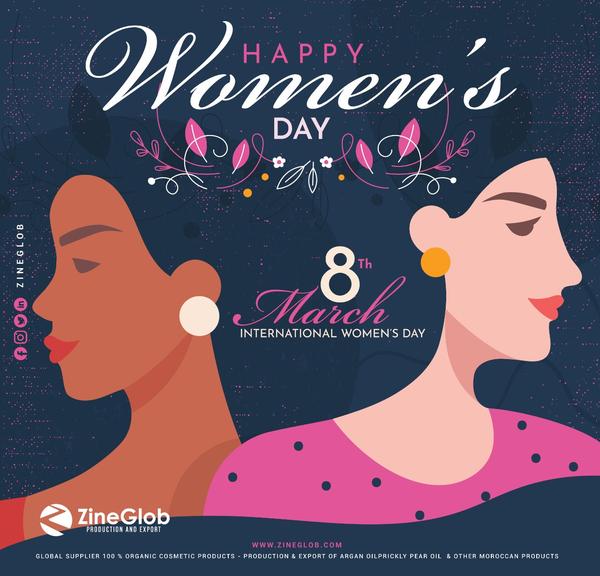 HAPPY
Women's
DAY
8Th
March
INTERNATIONAL WOMEN'S DAY
ZINEGLOB
ZineGlob
PRODUCTION AND EXPORT
WWW.ZINEGLOB.COM
GLOBAL SUPPLIER 100 % ORGANIC COSMETIC PRODUCTS - PRODUCTION & EXPORT OF ARGAN OILPRICKLY PEAR OIL & OTHER MOROCCAN PRODUCTS